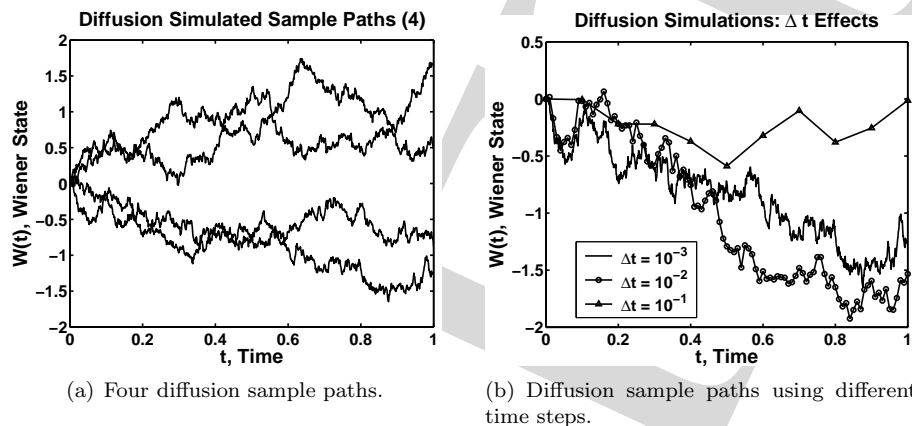 Diffusion Simulated Sample Paths (4)
2
1.5
1
0.5
0
−0.5
−1
−1.5
−2
W(t), Wiener State
0
0.2
0.4
0.6
0.8
1
t, Time
(a) Four diffusion sample paths.
Diffusion Simulations: Δ t Effects
0.5
0
−0.5
−1
−1.5
−2
W(t), Wiener State
Δt = 10⁻³
Δt = 10⁻²
Δt = 10⁻¹
0
0.2
0.4
0.6
0.8
1
t, Time
(b) Diffusion sample paths using different
time steps.